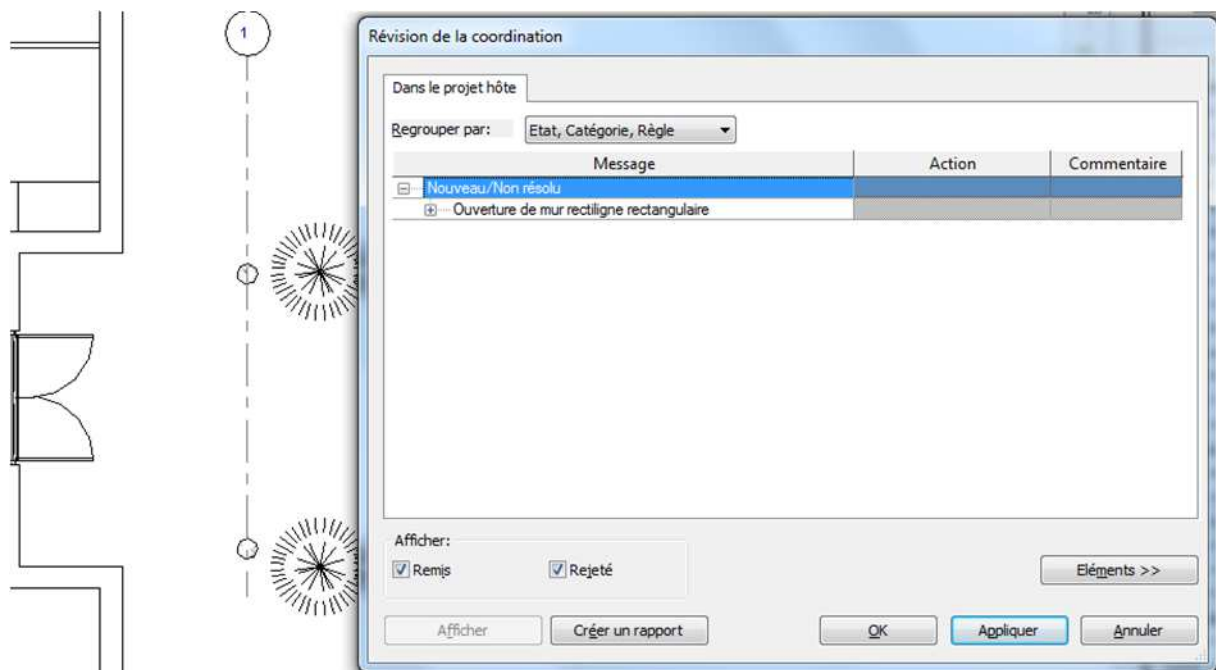 1
Révision de la coordination
Dans le projet hôte
Regrouper par: Etat, Catégorie, Règle
Message Action Commentaire
Nouveau/Non résolu
Ouverture de mur rectiligne rectangulaire
Afficher:
Remis Rejeté
Eléments >>
Afficher Créer un rapport OK Appliquer Annuler